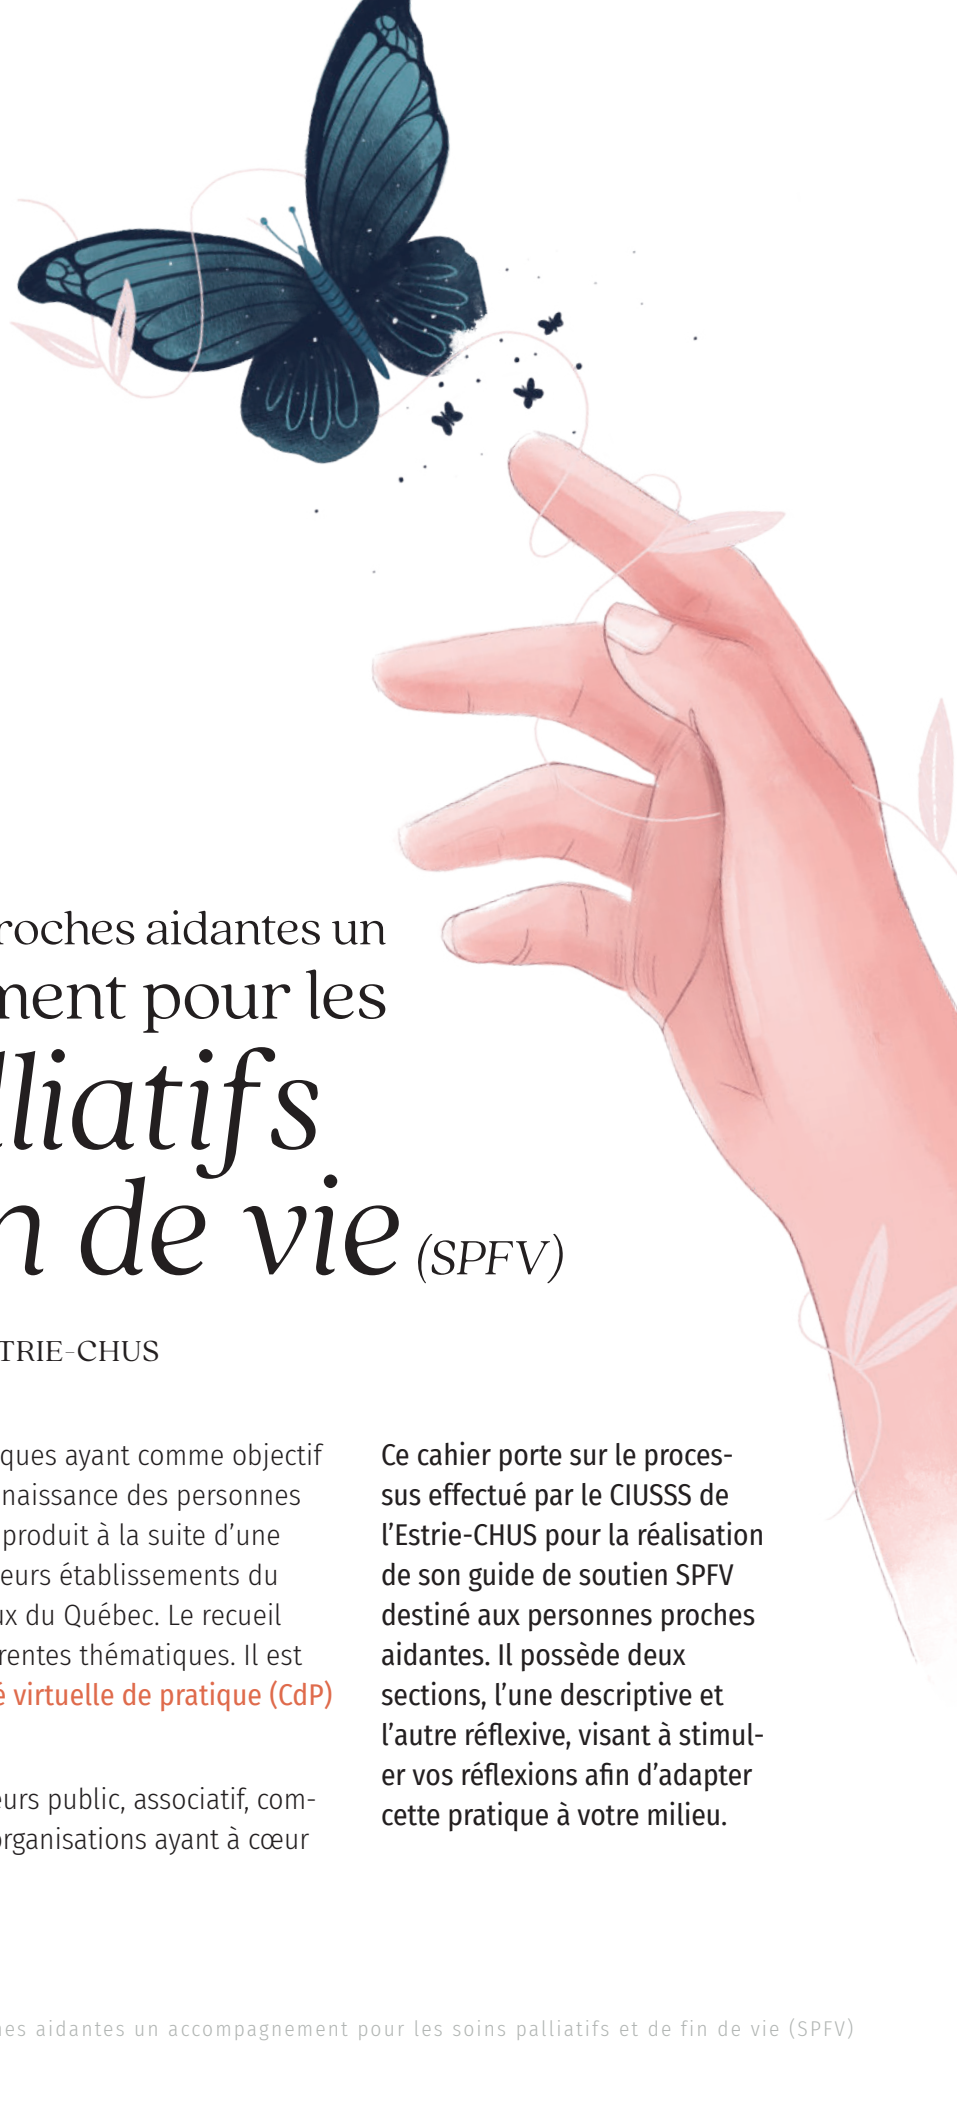 roches aidantes un
ment pour les
lliatifs
n de vie (SPFV)
TRIE-CHUS
ques ayant comme objectif
naissance des personnes
produit à la suite d’une
eurs établissements du
ux du Québec. Le recueil
rentes thématiques. Il est
é virtuelle de pratique (CdP)
eurs public, associatif, com-
organisations ayant à cœur
Ce cahier porte sur le proces-
sus effectué par le CIUSSS de
l’Estrie-CHUS pour la réalisation
de son guide de soutien SPFV
destiné aux personnes proches
aidantes. Il possède deux
sections, l’une descriptive et
l’autre réflexive, visant à stimul-
er vos réflexions afin d’adapter
cette pratique à votre milieu.
hes aidantes un accompagnement pour les soins palliatifs et de fin de vie (SPFV)